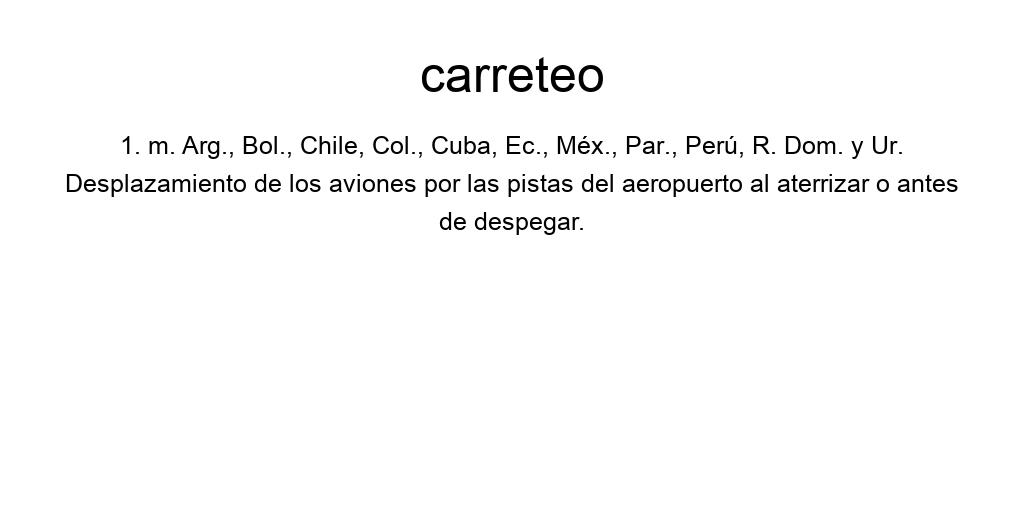 carreteo
1. m. Arg., Bol., Chile, Col., Cuba, Ec., Méx., Par., Perú, R. Dom. y Ur.
Desplazamiento de los aviones por las pistas del aeropuerto al aterrizar o antes
de despegar.